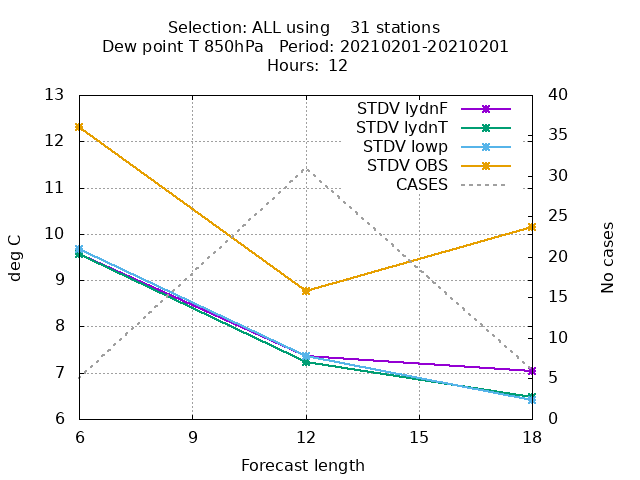 Selection: ALL using    31 stations
Dew point T 850hPa   Period: 20210201-20210201
Hours: 12
13 40
STDV lydnF
STDV lydnT
12 35
STDV lowp
STDV OBS
11 30
CASES
10 25
9 20
8 15
7 10
5
6 0
deg C
No cases
6 9 12 15 18
Forecast length